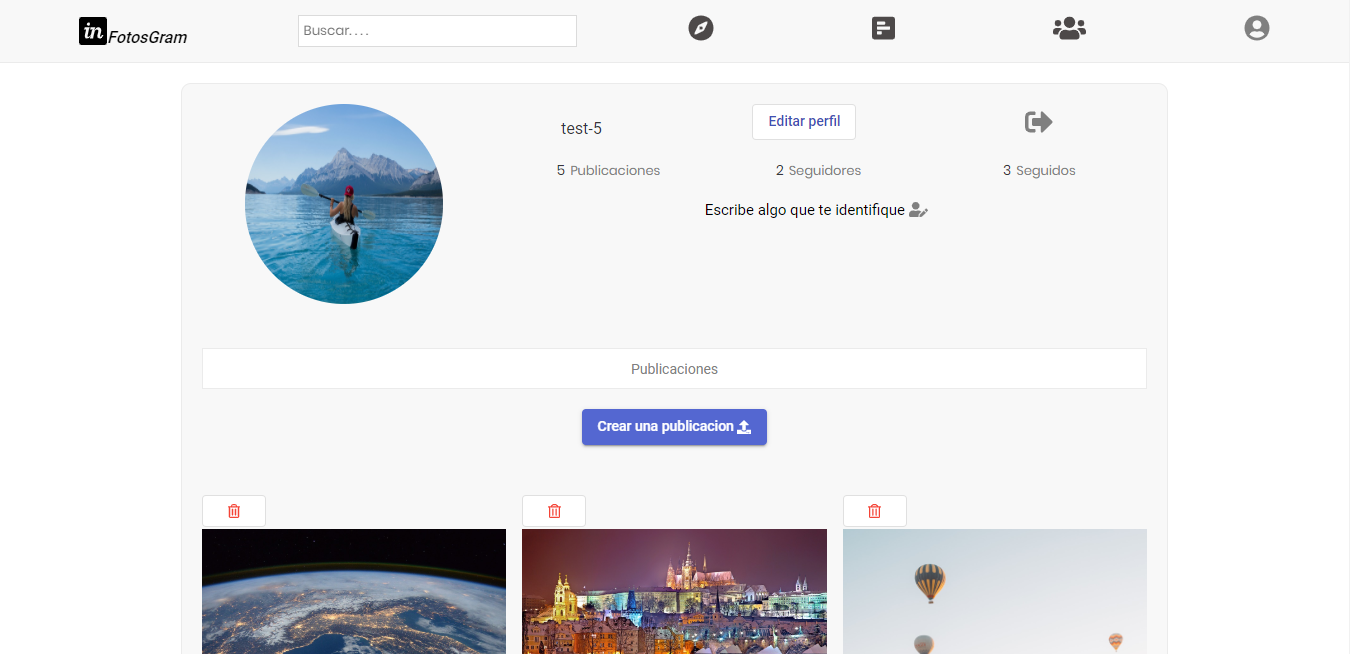 in FotosGram
Buscar....
test-5
Editar perfil
5 Publicaciones
2 Seguidores
3 Seguidos
Escribe algo que te identifique
Publicaciones
Crear una publicacion